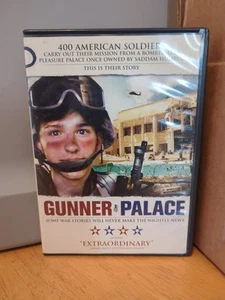 400 AMERICAN SOLDIERS
CARRY OUT THEIR MISSION FROM A BOMBED
PLEASURE PALACE ONCE OWNED BY SADDAM
THIS IS THEIR STORY
GUNNER PALACE
SOME WAR STORIES WILL NEVER MAKE THE NIGHTLY NEWS
"EXTRAORDINARY"